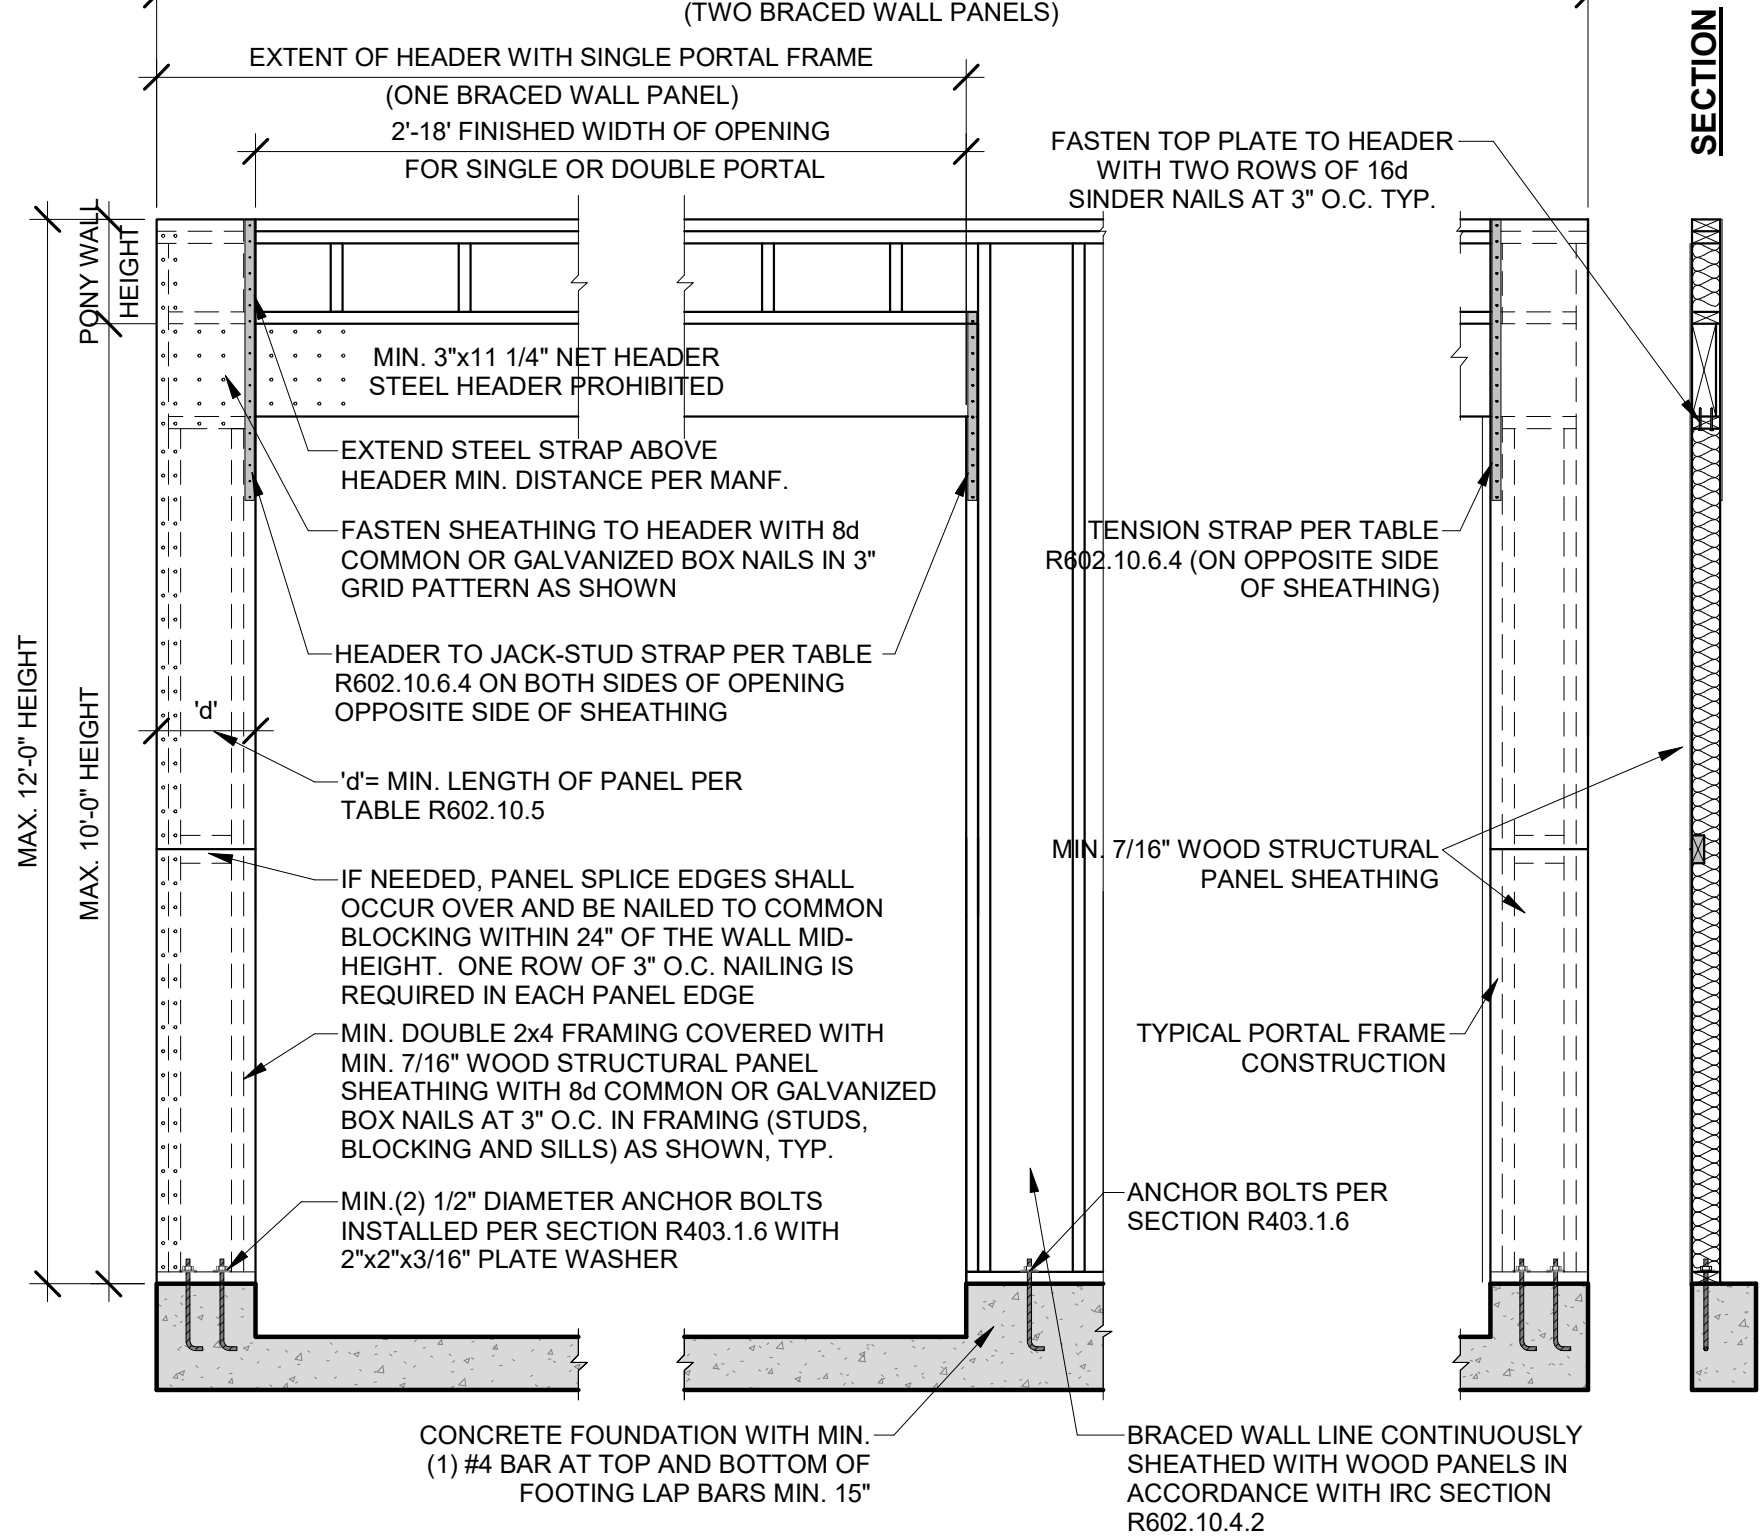 (TWO BRACED WALL PANELS)
EXTENT OF HEADER WITH SINGLE PORTAL FRAME
(ONE BRACED WALL PANEL)
2'-18' FINISHED WIDTH OF OPENING
FOR SINGLE OR DOUBLE PORTAL
SECTION
FASTEN TOP PLATE TO HEADER
WITH TWO ROWS OF 16d
SINDER NAILS AT 3" O.C. TYP.
PONY WALL
HEIGHT
MIN. 3"x11 1/4" NET HEADER
STEEL HEADER PROHIBITED
EXTEND STEEL STRAP ABOVE
HEADER MIN. DISTANCE PER MANF.
FASTEN SHEATHING TO HEADER WITH 8d
COMMON OR GALVANIZED BOX NAILS IN 3"
GRID PATTERN AS SHOWN
TENSION STRAP PER TABLE
R602.10.6.4 (ON OPPOSITE SIDE
OF SHEATHING)
HEADER TO JACK-STUD STRAP PER TABLE
R602.10.6.4 ON BOTH SIDES OF OPENING
OPPOSITE SIDE OF SHEATHING
MAX. 12'-0" HEIGHT
MAX. 10'-0" HEIGHT
'd'
'd'= MIN. LENGTH OF PANEL PER
TABLE R602.10.5
MIN. 7/16" WOOD STRUCTURAL
PANEL SHEATHING
IF NEEDED, PANEL SPLICE EDGES SHALL
OCCUR OVER AND BE NAILED TO COMMON
BLOCKING WITHIN 24" OF THE WALL MID-
HEIGHT.  ONE ROW OF 3" O.C. NAILING IS
REQUIRED IN EACH PANEL EDGE
MIN. DOUBLE 2x4 FRAMING COVERED WITH
MIN. 7/16" WOOD STRUCTURAL PANEL
SHEATHING WITH 8d COMMON OR GALVANIZED
BOX NAILS AT 3" O.C. IN FRAMING (STUDS,
BLOCKING AND SILLS) AS SHOWN, TYP.
TYPICAL PORTAL FRAME
CONSTRUCTION
MIN.(2) 1/2" DIAMETER ANCHOR BOLTS
INSTALLED PER SECTION R403.1.6 WITH
2"x2"x3/16" PLATE WASHER
ANCHOR BOLTS PER
SECTION R403.1.6
CONCRETE FOUNDATION WITH MIN.
(1) #4 BAR AT TOP AND BOTTOM OF
FOOTING LAP BARS MIN. 15"
BRACED WALL LINE CONTINUOUSLY
SHEATHED WITH WOOD PANELS IN
ACCORDANCE WITH IRC SECTION
R602.10.4.2